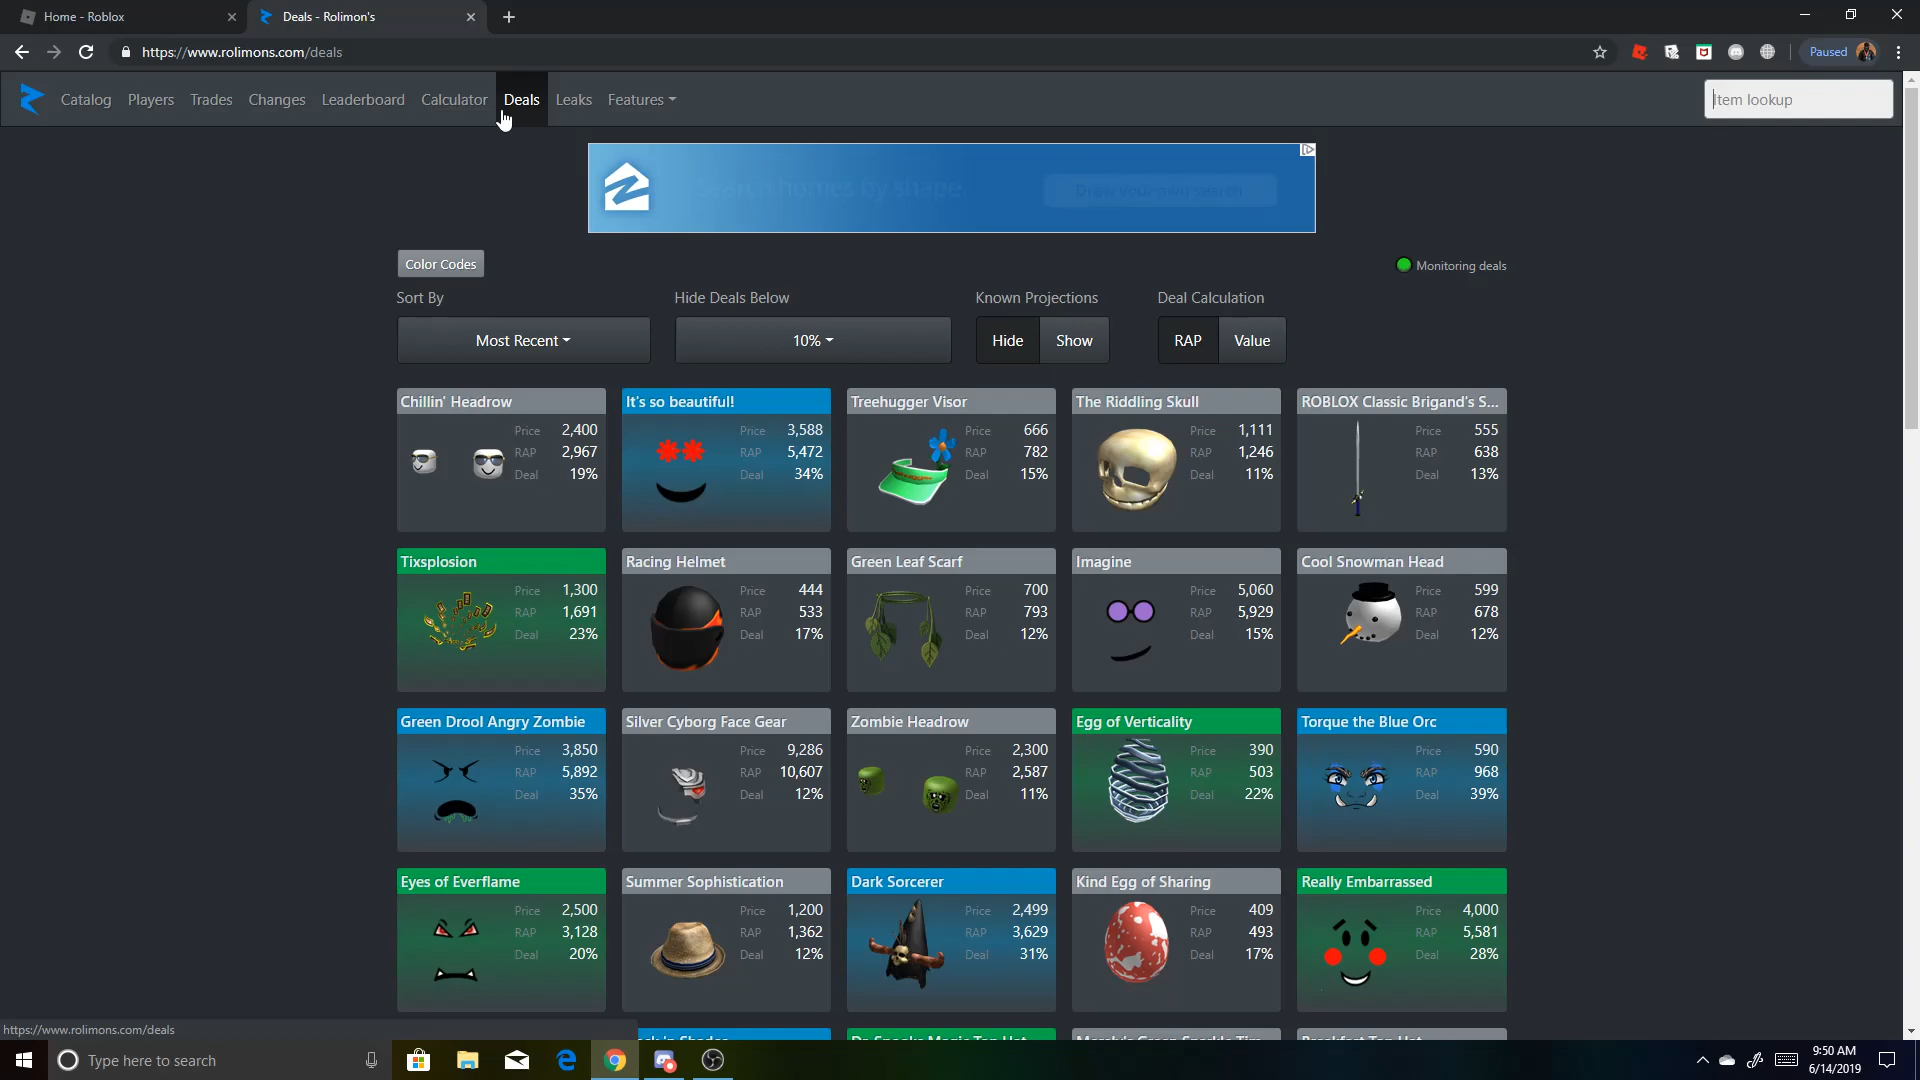 Home - Roblox
Deals - Rolimon's
https://www.rolimons.com/deals
Paused
Catalog Players Trades Changes Leaderboard Calculator Deals Leaks Features
Item lookup
Search homes by shape
Draw your own search
Color Codes
Monitoring deals
Sort By Hide Deals Below Known Projections Deal Calculation
Most Recent 10% Hide Show RAP Value
Chillin' Headrow
Price 2,400
RAP 2,967
Deal 19%
It's so beautiful!
Price 3,588
RAP 5,472
Deal 34%
Treehugger Visor
Price 666
RAP 782
Deal 15%
The Riddling Skull
Price 1,111
RAP 1,246
Deal 11%
ROBLOX Classic Brigand's S...
Price 555
RAP 638
Deal 13%
Tixsplosion
Price 1,300
RAP 1,691
Deal 23%
Racing Helmet
Price 444
RAP 533
Deal 17%
Green Leaf Scarf
Price 700
RAP 793
Deal 12%
Imagine
Price 5,060
RAP 5,929
Deal 15%
Cool Snowman Head
Price 599
RAP 678
Deal 12%
Green Drool Angry Zombie
Price 3,850
RAP 5,892
Deal 35%
Silver Cyborg Face Gear
Price 9,286
RAP 10,607
Deal 12%
Zombie Headrow
Price 2,300
RAP 2,587
Deal 11%
Egg of Verticality
Price 390
RAP 503
Deal 22%
Torque the Blue Orc
Price 590
RAP 968
Deal 39%
Eyes of Everflame
Price 2,500
RAP 3,128
Deal 20%
Summer Sophistication
Price 1,200
RAP 1,362
Deal 12%
Dark Sorcerer
Price 2,499
RAP 3,629
Deal 31%
Kind Egg of Sharing
Price 409
RAP 493
Deal 17%
Really Embarrassed
Price 4,000
RAP 5,581
Deal 28%
https://www.rolimons.com/deals
Type here to search
9:50 AM
6/14/2019